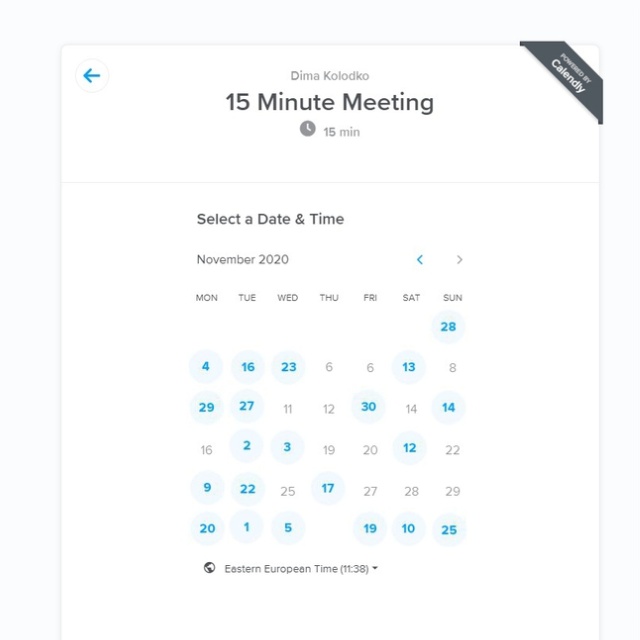 POWERED BY
Calendly
Dima Kolodko
15 Minute Meeting
15 min
Select a Date & Time
November 2020
MON TUE WED THU FRI SAT SUN
28
4 16 23 6 6 13 8
29 27 11 12 30 14 14
16 2 3 19 20 12 22
9 22 25 17 27 28 29
20 1 5 19 10 25
Eastern European Time (11:38)